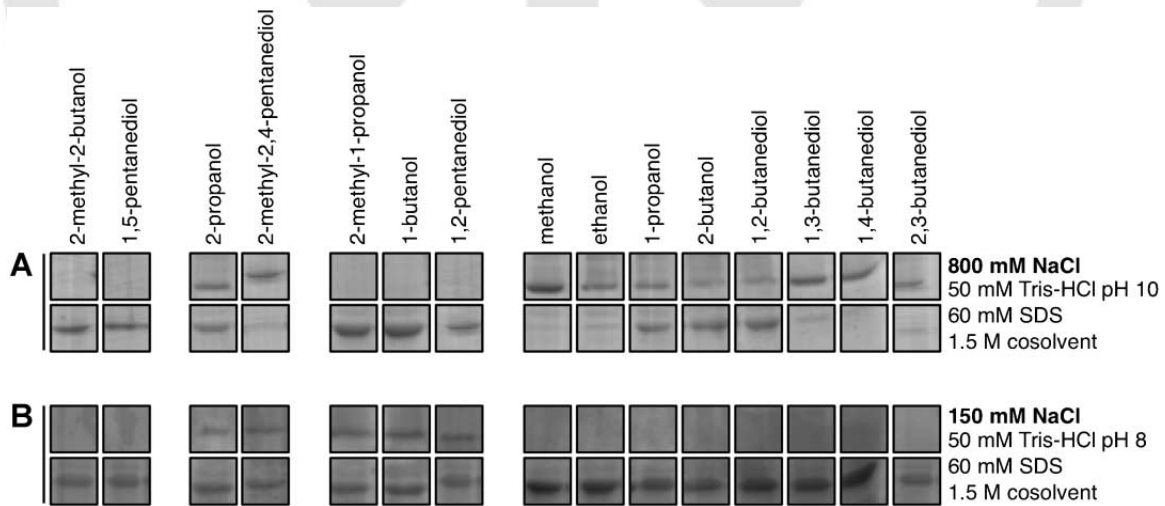 2-methyl-2-butanol
1,5-pentanediol
2-propanol
2-methyl-2,4-pentanediol
2-methyl-1-propanol
1-butanol
1,2-pentanediol
methanol
ethanol
1-propanol
2-butanol
1,2-butanediol
1,3-butanediol
1,4-butanediol
2,3-butanediol
A
800 mM NaCl
50 mM Tris-HCl pH 10
60 mM SDS
1.5 M cosolvent
B
150 mM NaCl
50 mM Tris-HCl pH 8
60 mM SDS
1.5 M cosolvent